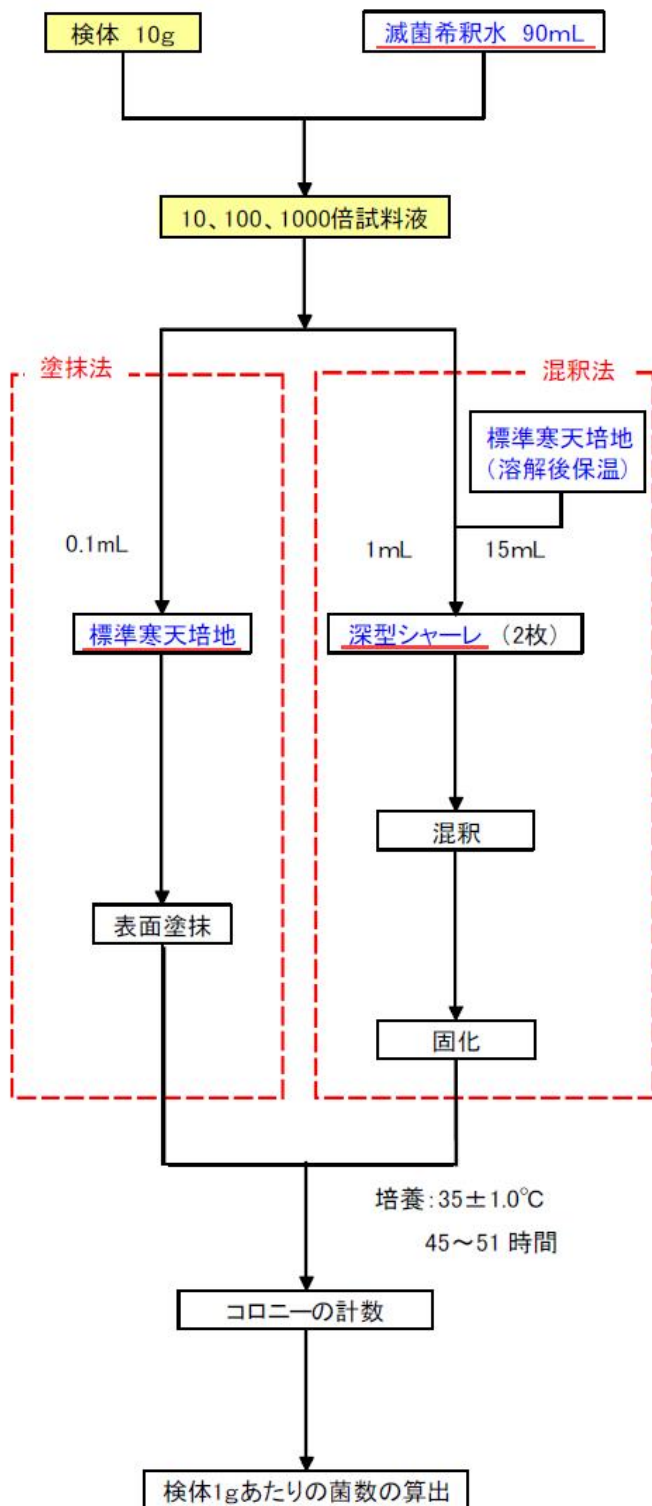 検体 10g
滅菌希釈水 90mL
10、100、1000倍試料液
塗抹法
混釈法
標準寒天培地
(溶解後保温)
0.1mL
1mL
15mL
標準寒天培地
深型シャーレ (2枚)
混釈
表面塗抹
固化
培養:35±1.0℃
45～51 時間
コロニーの計数
検体1gあたりの菌数の算出